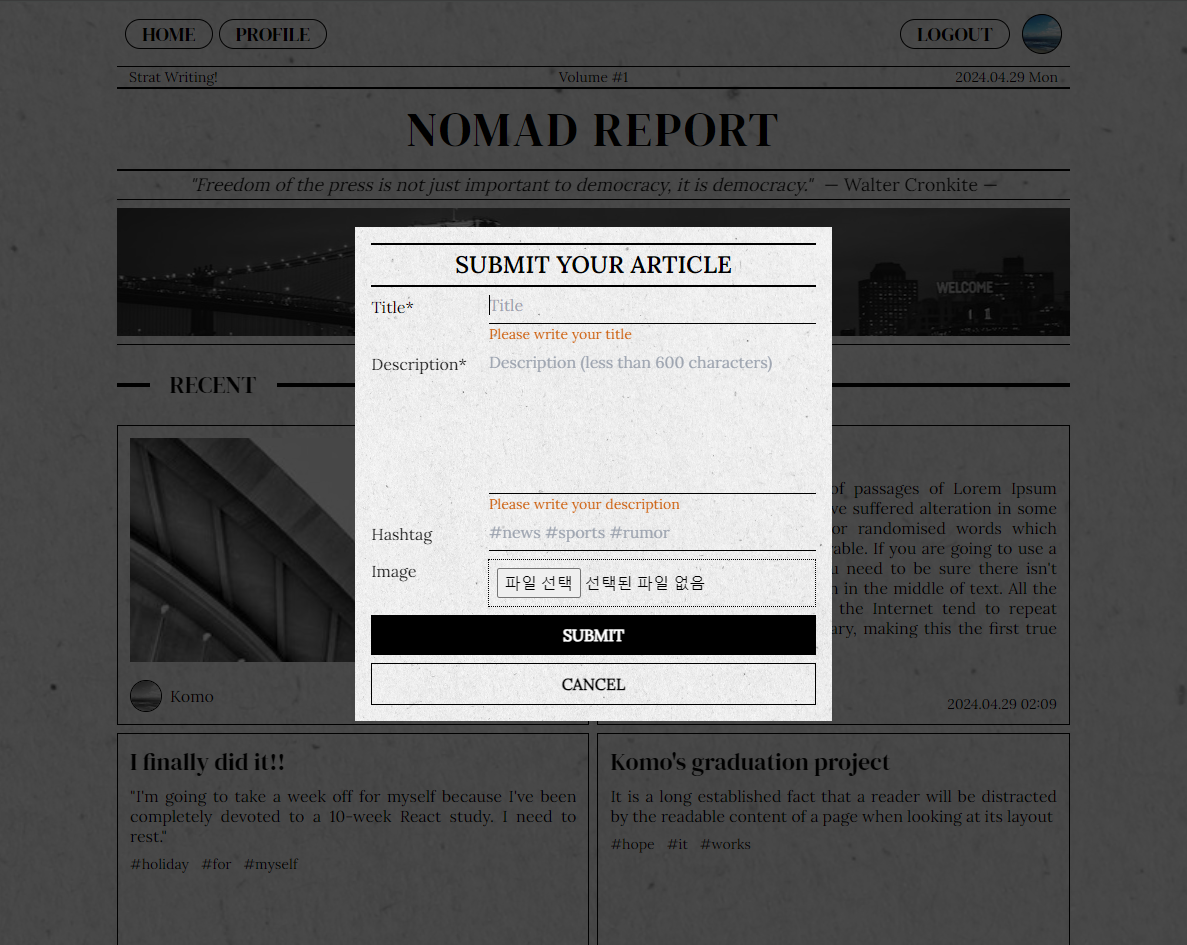 HOME PROFILE LOGOUT
Strat Writing! Volume #1 2024.04.29 Mon
NOMAD REPORT
"Freedom of the press is not just important to democracy, it is democracy." — Walter Cronkite —
WELCOME
SUBMIT YOUR ARTICLE
Title* Title
Please write your title
Description* Description (less than 600 characters)
Please write your description
Hashtag #news #sports #rumor
Image 파일 선택 선택된 파일 없음
SUBMIT
CANCEL
RECENT
of passages of Lorem Ipsum
suffered alteration in some
or randomised words which
If you are going to use a
need to be sure there isn't
in the middle of text. All the
the Internet tend to repeat
making this the first true
Komo
2024.04.29 02:09
I finally did it!!
"I'm going to take a week off for myself because I've been
completely devoted to a 10-week React study. I need to
rest."
#holiday #for #myself
Komo's graduation project
It is a long established fact that a reader will be distracted
by the readable content of a page when looking at its layout
#hope #it #works